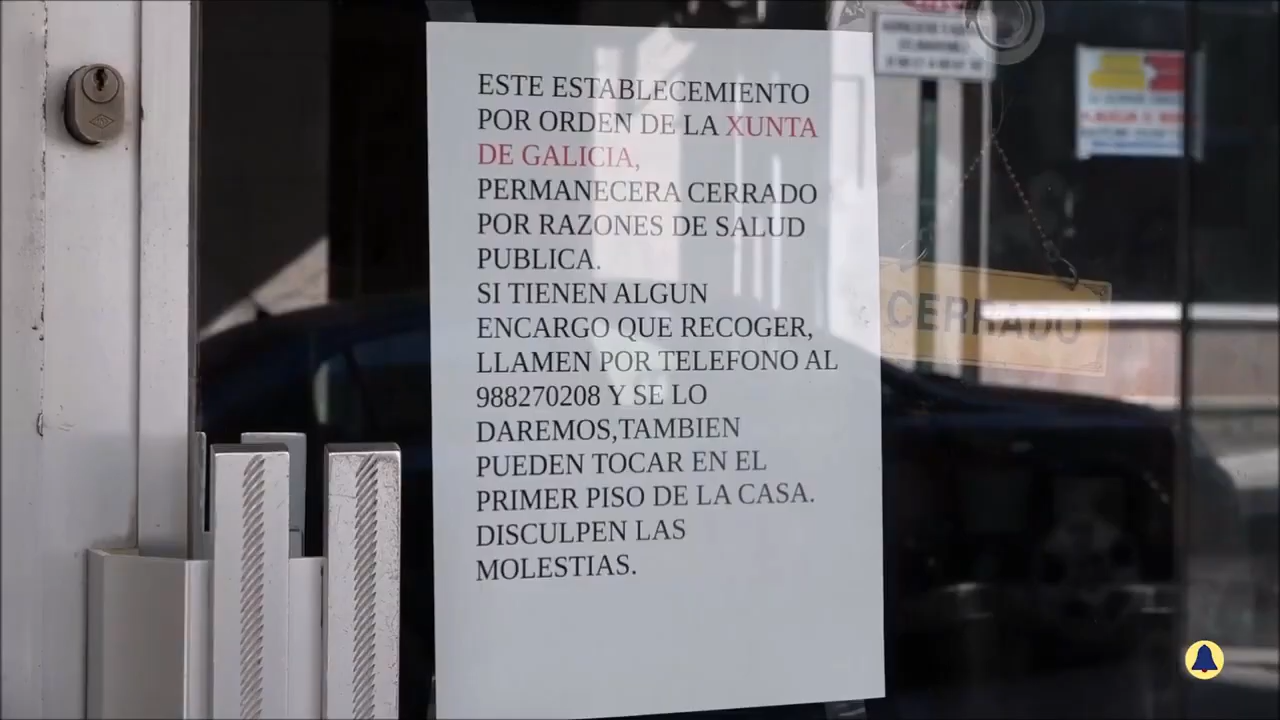 ESTE ESTABLECEMIENTO
POR ORDEN DE LA XUNTA
DE GALICIA,
PERMANECERA CERRADO
POR RAZONES DE SALUD
PUBLICA.
SI TIENEN ALGUN
ENCARGO QUE RECOGER,
LLAMEN POR TELEFONO AL
988270208 Y SE LO
DAREMOS,TAMBIEN
PUEDEN TOCAR EN EL
PRIMER PISO DE LA CASA.
DISCULPEN LAS
MOLESTIAS.
CERRADO